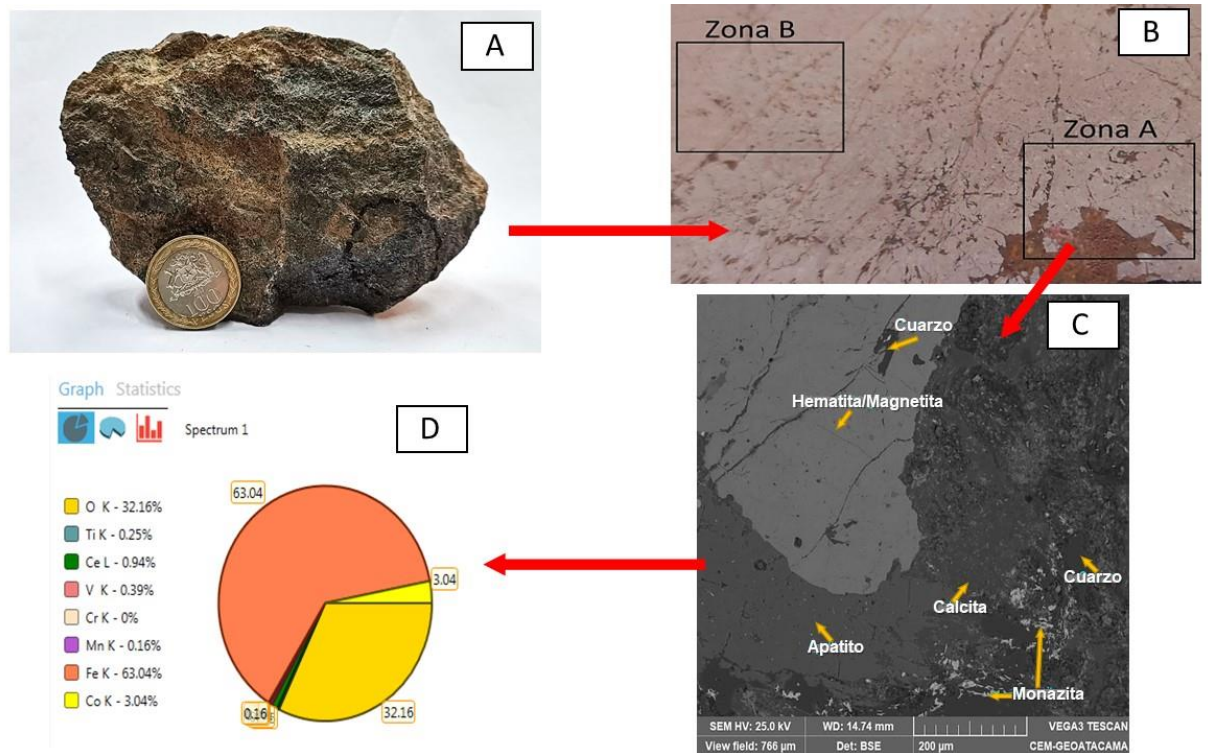 A
100
Zona B
B
Zona A
C
Cuarzo
Hematita/Magnetita
Cuarzo
Calcita
Apatito
Monazita
SEM HV: 25.0 kV
WD: 14.74 mm
VEGA3 TESCAN
View field: 766 µm
Det: BSE
200 µm
CEM-GEOATACAMA
Graph Statistics
Spectrum 1
D
O K - 32.16%
Ti K - 0.25%
Ce L - 0.94%
V K - 0.39%
Cr K - 0%
Mn K - 0.16%
Fe K - 63.04%
Co K - 3.04%
63.04
3.04
0.16
32.16